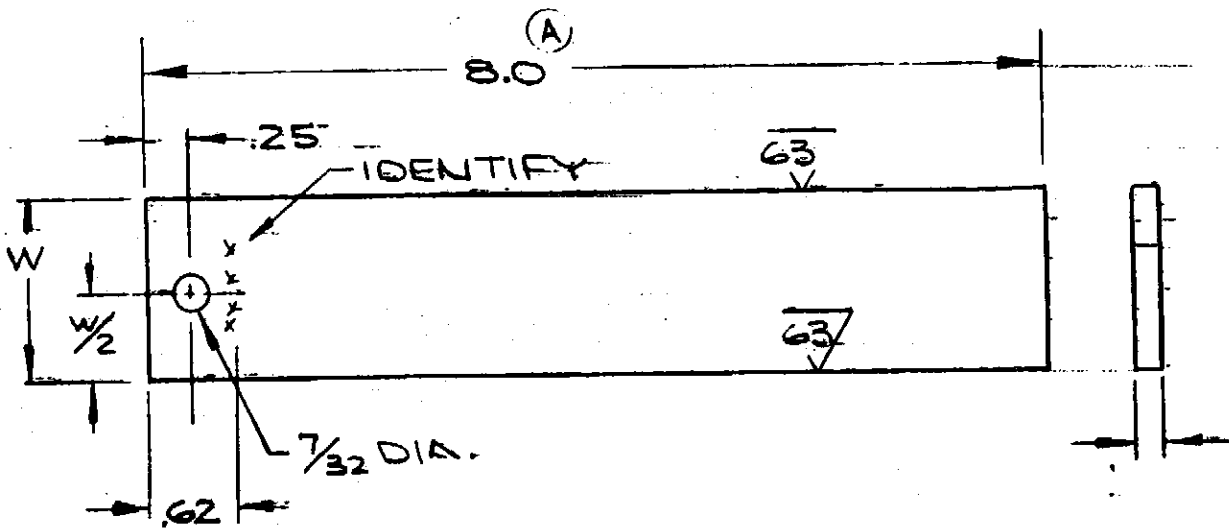 A
8.0
.25
IDENTIFY
63
W
W/2
63
7/32 DIA.
.62